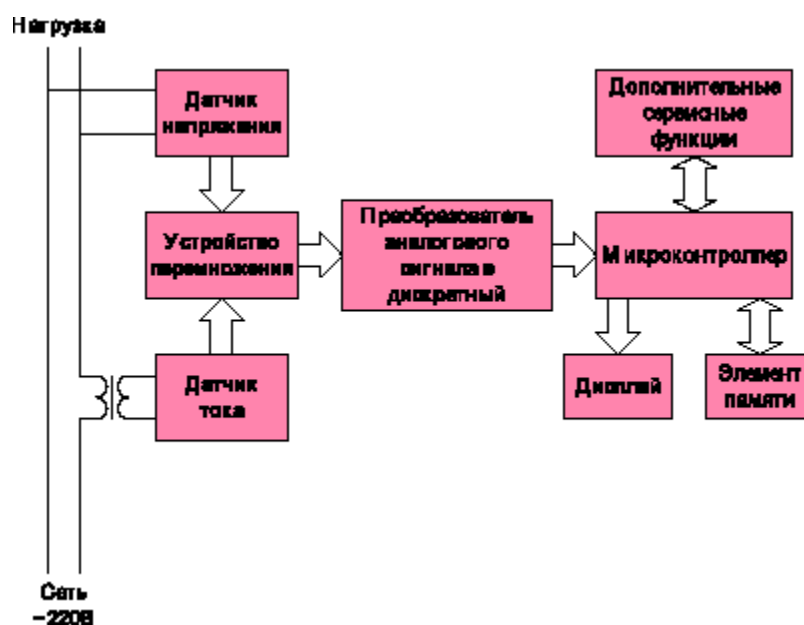 Нагрузка
Датчик
напряжения
Дополнительные
сервисные
функции
Устройство
перемножения
Преобразователь
аналогового
сигнала в
дискретный
Микроконтроллер
Датчик
тока
Дисплей
Элемент
памяти
Сеть
~220В